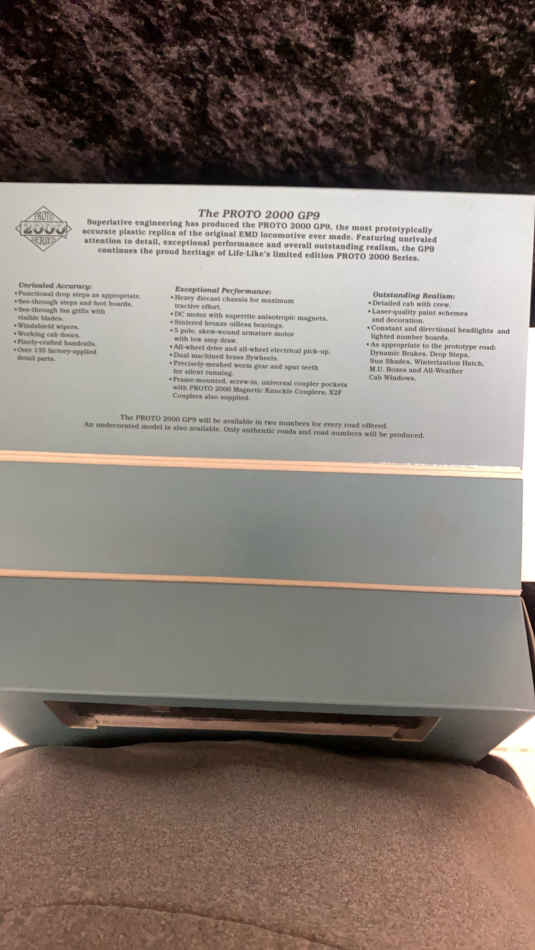 PROTO
2000
SERIES
The PROTO 2000 GP9
Superlative engineering has produced the PROTO 2000 GP9, the most prototypically
accurate plastic replica of the original EMD locomotive ever made. Featuring unrivaled
attention to detail, exceptional performance and overall outstanding realism, the GP9
continues the proud heritage of Life-Like's limited edition PROTO 2000 Series.
Unrivaled Accuracy:
• Functional drop steps as appropriate.
• See-through steps and foot boards.
• See-through fan grills with
visible blades.
• Windshield wipers.
• Working cab doors.
• Finely-crafted handrails.
• Over 135 factory-applied
detail parts.
Exceptional Performance:
• Heavy diecast chassis for maximum
tractive effort.
• DC motor with superrite anisotropic magnets.
• Sintered bronze oilless bearings.
• 5 pole, skew-wound armature motor
with low amp draw.
• All-wheel drive and all-wheel electrical pick-up.
• Dual machined brass flywheels.
• Precisely-meshed worm gear and spur teeth
for silent running.
• Frame-mounted, screw-in, universal coupler pockets
with PROTO 2000 Magnetic Knuckle Couplers. X2F
Couplers also supplied.
Outstanding Realism:
• Detailed cab with crew.
• Laser-quality paint schemes
and decoration.
• Constant and directional headlights and
lighted number boards.
• As appropriate to the prototype road:
Dynamic Brakes, Drop Steps,
Sun Shades, Winterization Hatch,
M.U. Boxes and All-Weather
Cab Windows.
The PROTO 2000 GP9 will be available in two numbers for every road offered.
An undecorated model is also available. Only authentic roads and road numbers will be produced.